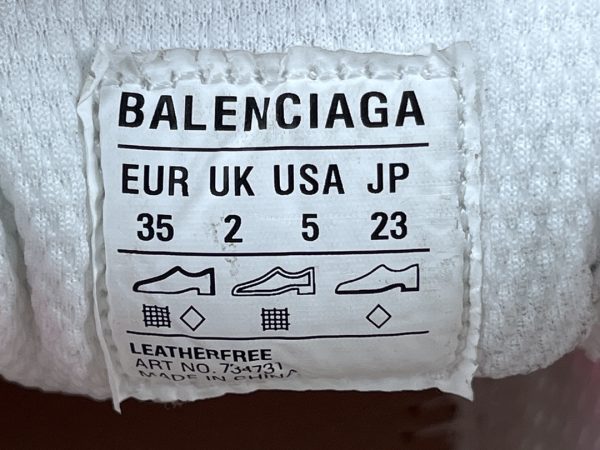 BALENCIAGA
EUR UK USA JP
35 2 5 23
LEATHERFREE
ART NO. 734731
MADE IN CHINA